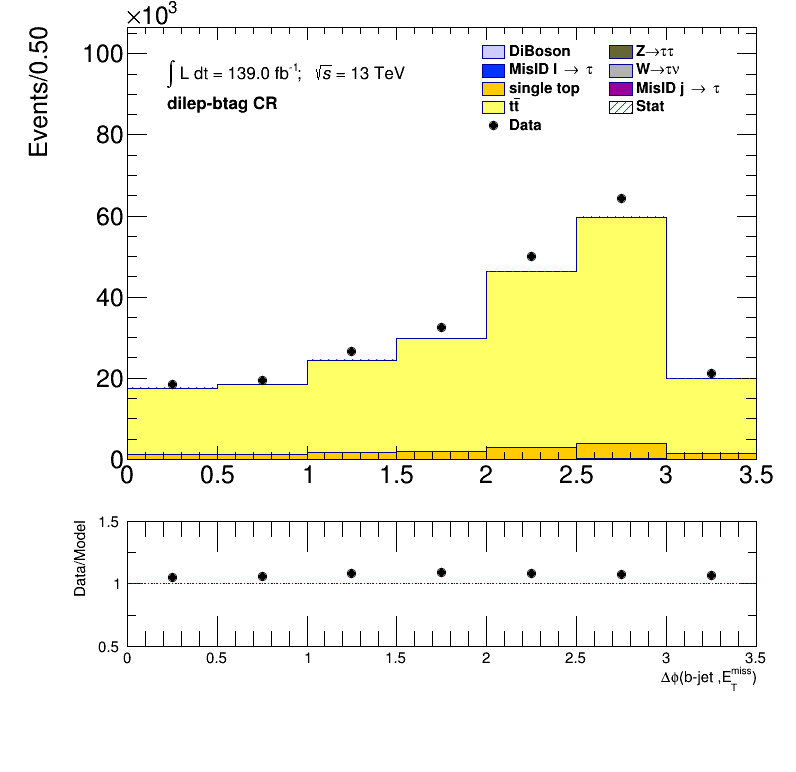 ×10³
Events/0.50
100
80
60
40
20
0
∫ L dt = 139.0 fb⁻¹; √s = 13 TeV
dilep-btag CR
DiBoson
MisID l → τ
single top
tt̅
Data
Z→ττ
W→τν
MisID j → τ
Stat
0 0.5 1 1.5 2 2.5 3 3.5
Data/Model
1.5
1
0.5
0 0.5 1 1.5 2 2.5 3 3.5
Δϕ(b-jet ,E_T^miss)